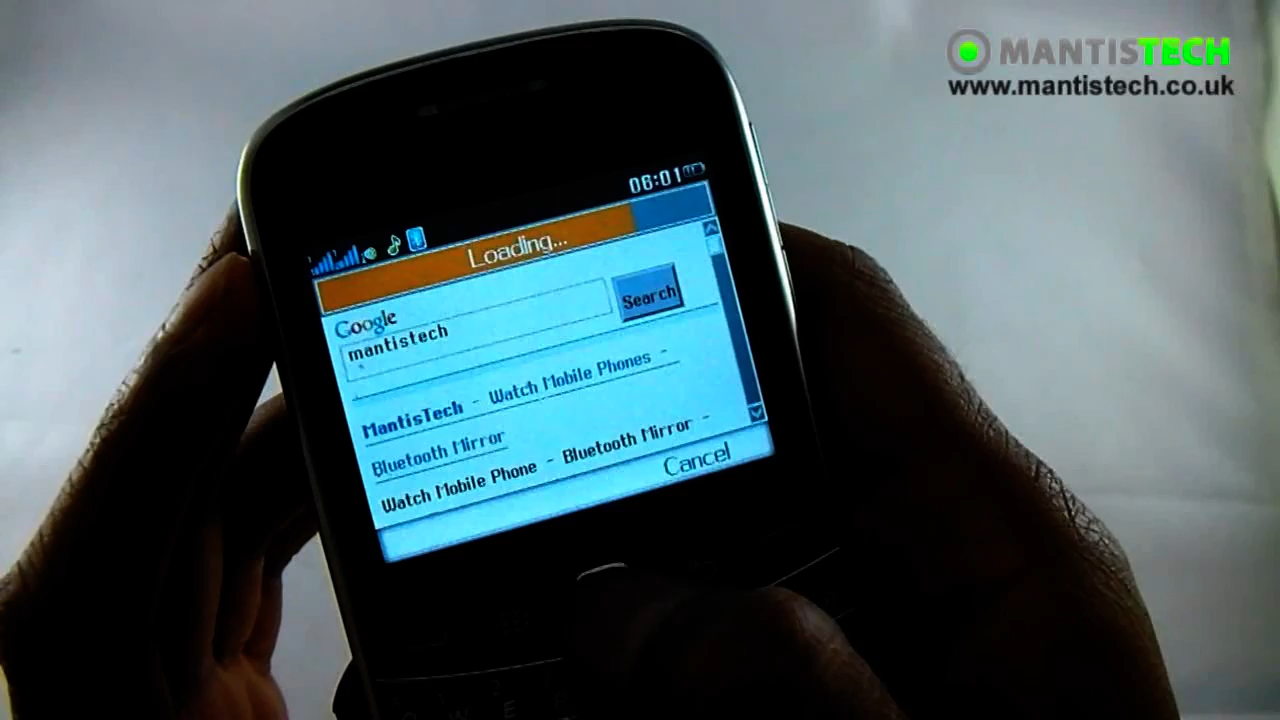 MANTISTECH
www.mantistech.co.uk
06:01
Loading...
Google
mantistech
Search
MantisTech - Watch Mobile Phones -
Bluetooth Mirror
Watch Mobile Phone - Bluetooth Mirror -
Cancel
W E